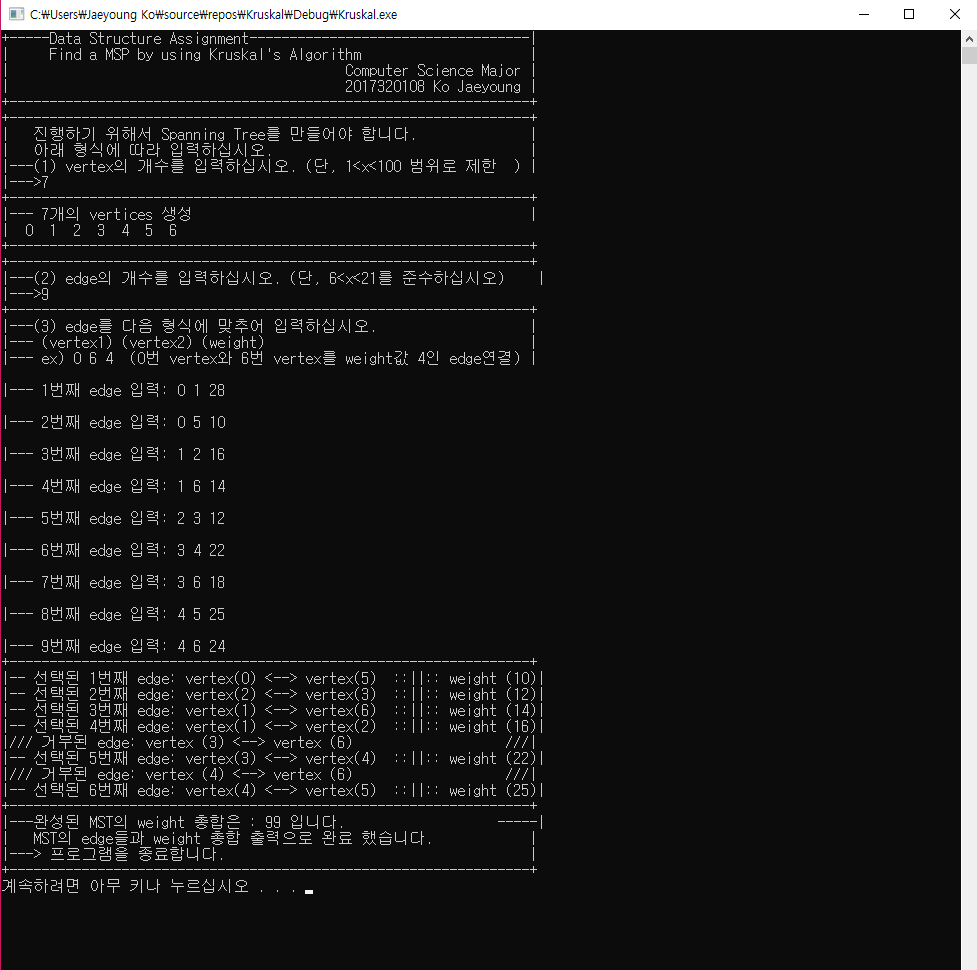 C:\Users\Jaeyoung Ko\source\repos\Kruskal\Debug\Kruskal.exe
+-----Data Structure Assignment-----------------------------------|
|     Find a MSP by using Kruskal's Algorithm                     |
|                                          Computer Science Major |
|                                          2017320108 Ko Jaeyoung |
+-----------------------------------------------------------------+
+-----------------------------------------------------------------+
|   진행하기 위해서 Spanning Tree를 만들어야 합니다.              |
|   아래 형식에 따라 입력하십시오.                                |
|---(1) vertex의 개수를 입력하십시오. (단, 1<x<100 범위로 제한  ) |
|--->7
+-----------------------------------------------------------------+
|--- 7개의 vertices 생성                                          |
|  0  1  2  3  4  5  6
+-----------------------------------------------------------------+
+-----------------------------------------------------------------+
|---(2) edge의 개수를 입력하십시오. (단, 6<x<21를 준수하십시오)    |
|--->9
+-----------------------------------------------------------------+
|---(3) edge를 다음 형식에 맞추어 입력하십시오.                   |
|--- (vertex1) (vertex2) (weight)                                 |
|--- ex) 0 6 4  (0번 vertex와 6번 vertex를 weight값 4인 edge연결) |
|--- 1번째 edge 입력: 0 1 28
|--- 2번째 edge 입력: 0 5 10
|--- 3번째 edge 입력: 1 2 16
|--- 4번째 edge 입력: 1 6 14
|--- 5번째 edge 입력: 2 3 12
|--- 6번째 edge 입력: 3 4 22
|--- 7번째 edge 입력: 3 6 18
|--- 8번째 edge 입력: 4 5 25
|--- 9번째 edge 입력: 4 6 24
+-----------------------------------------------------------------+
|-- 선택된 1번째 edge: vertex(0) <--> vertex(5)  ::||:: weight (10)|
|-- 선택된 2번째 edge: vertex(2) <--> vertex(3)  ::||:: weight (12)|
|-- 선택된 3번째 edge: vertex(1) <--> vertex(6)  ::||:: weight (14)|
|-- 선택된 4번째 edge: vertex(1) <--> vertex(2)  ::||:: weight (16)|
|/// 거부된 edge: vertex (3) <--> vertex (6)                   ///|
|-- 선택된 5번째 edge: vertex(3) <--> vertex(4)  ::||:: weight (22)|
|/// 거부된 edge: vertex (4) <--> vertex (6)                   ///|
|-- 선택된 6번째 edge: vertex(4) <--> vertex(5)  ::||:: weight (25)|
+-----------------------------------------------------------------+
|---완성된 MST의 weight 총합은 : 99 입니다.                   -----|
|   MST의 edge들과 weight 총합 출력으로 완료 했습니다.            |
|---> 프로그램을 종료합니다.                                      |
+-----------------------------------------------------------------+
계속하려면 아무 키나 누르십시오 . . .